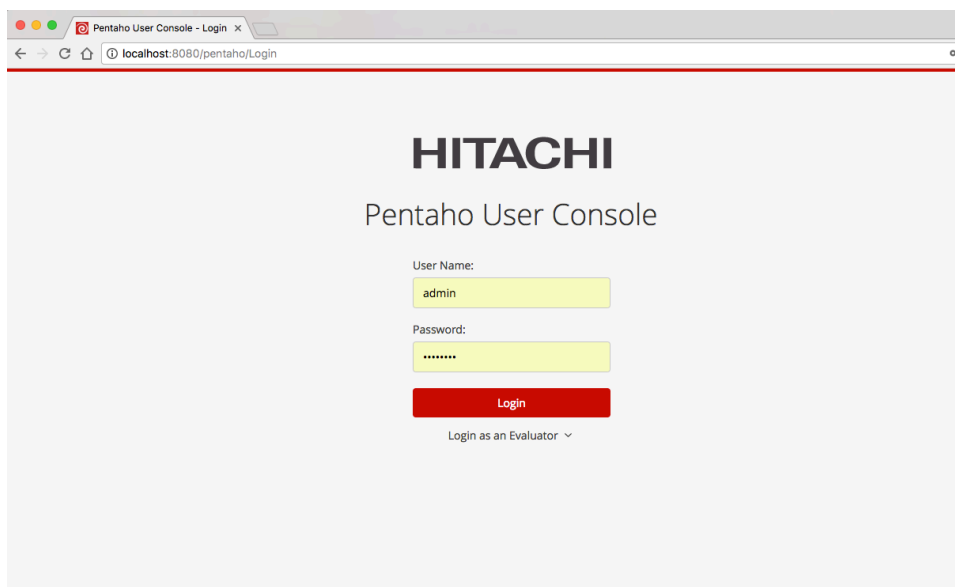 Pentaho User Console - Login
localhost:8080/pentaho/Login
HITACHI
Pentaho User Console
User Name:
admin
Password:
••••••••
Login
Login as an Evaluator